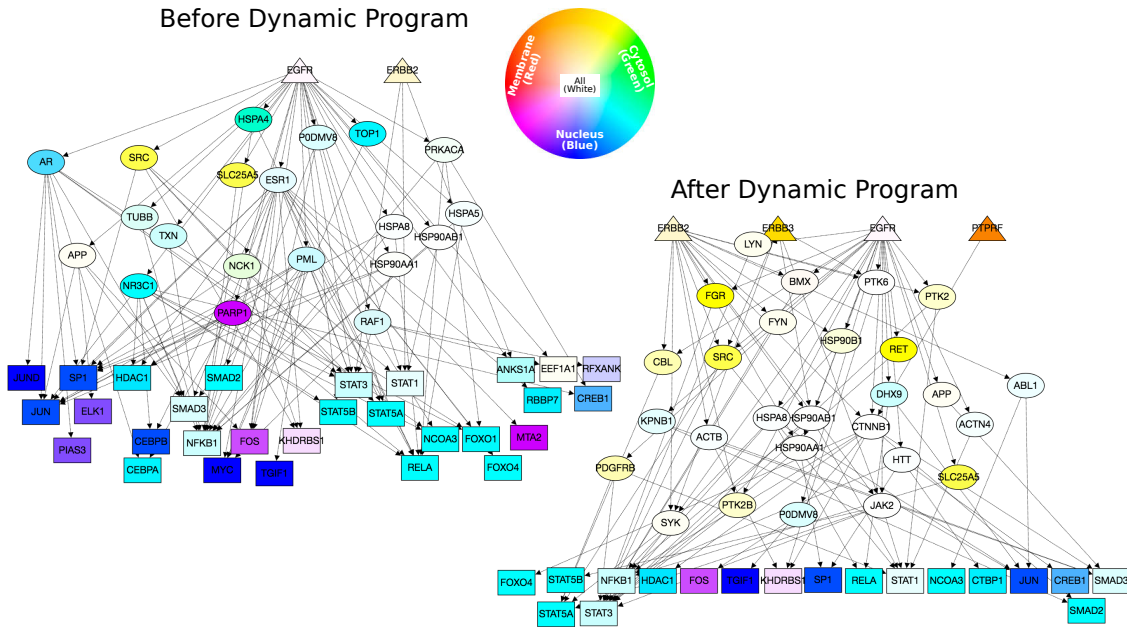 Before Dynamic Program
Membrane
(Red)
Cytosol
(Green)
All
(White)
Nucleus
(Blue)
EGFR
ERBB2
HSPA4
P0DMV8
TOP1
PRKACA
AR
SRC
SLC25A5
ESR1
TUBB
TXN
HSPA8
HSPA5
HSP90AB1
APP
NCK1
PML
HSP90AA1
NR3C1
PARP1
RAF1
JUND
SP1
HDAC1
SMAD2
STAT3
STAT1
ANKS1A
EEF1A1
RFXANK
JUN
ELK1
SMAD3
STAT5B
STAT5A
RBBP7
CREB1
PIAS3
CEBPB
NFKB1
FOS
KHDRBS1
NCOA3
FOXO1
MTA2
CEBPA
MYC
TGIF1
RELA
FOXO4
After Dynamic Program
ERBB2
ERBB3
EGFR
PTPRF
LYN
BMX
PTK6
FGR
PTK2
FYN
HSP90B1
CBL
SRC
RET
DHX9
APP
ABL1
KPNB1
HSPA8
HSP90AB1
ACTB
CTNNB1
ACTN4
HSP90AA1
HTT
PDGFRB
SLC25A5
PTK2B
JAK2
SYK
P0DMV8
FOXO4
STAT5B
NFKB1
HDAC1
FOS
TGIF1
KHDRBS1
SP1
RELA
STAT1
NCOA3
CTBP1
JUN
CREB1
SMAD3
STAT5A
STAT3
SMAD2